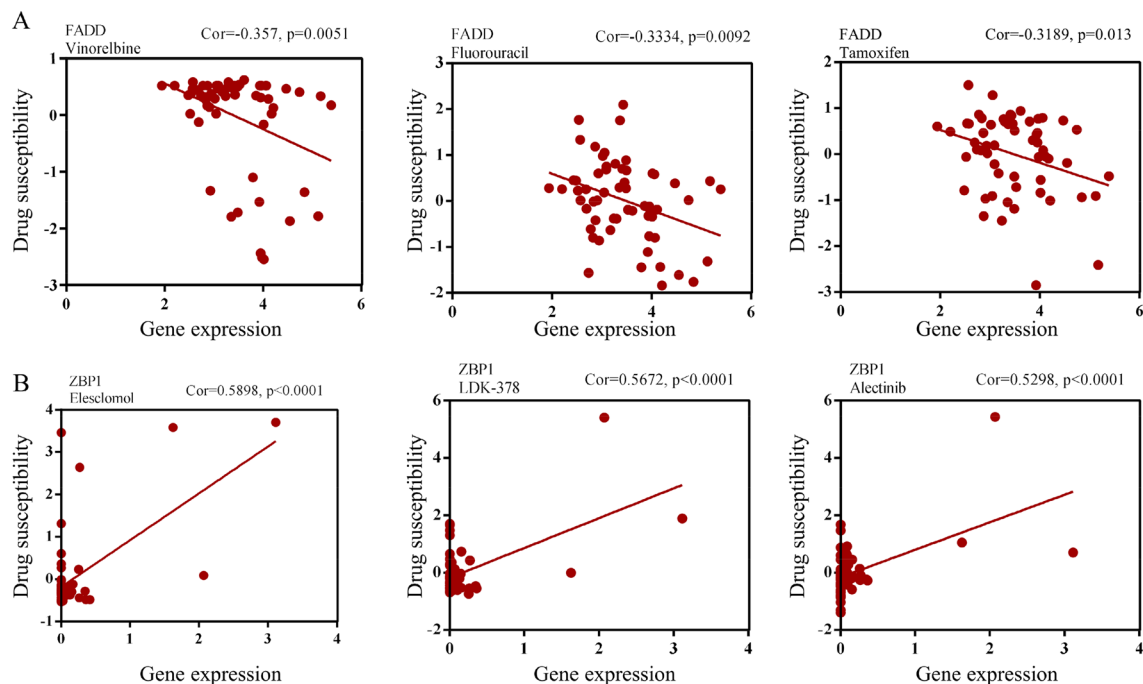 A
FADD
Vinorelbine
Cor=-0.357, p=0.0051
Drug susceptibility
1
0
-1
-2
-3
0
2
4
6
Gene expression
FADD
Fluorouracil
Cor=-0.3334, p=0.0092
Drug susceptibility
3
2
1
0
-1
-2
0
2
4
6
Gene expression
FADD
Tamoxifen
Cor=-0.3189, p=0.013
Drug susceptibility
2
1
0
-1
-2
-3
0
2
4
6
Gene expression
B
ZBP1
Elesclomol
Cor=0.5898, p<0.0001
Drug susceptibility
4
3
2
1
0
-1
0
1
2
3
4
Gene expression
ZBP1
LDK-378
Cor=0.5672, p<0.0001
Drug susceptibility
6
4
2
0
-2
1
2
3
4
0
Gene expression
ZBP1
Alectinib
Cor=0.5298, p<0.0001
Drug susceptibility
6
4
2
0
-2
0
1
2
3
4
Gene expression